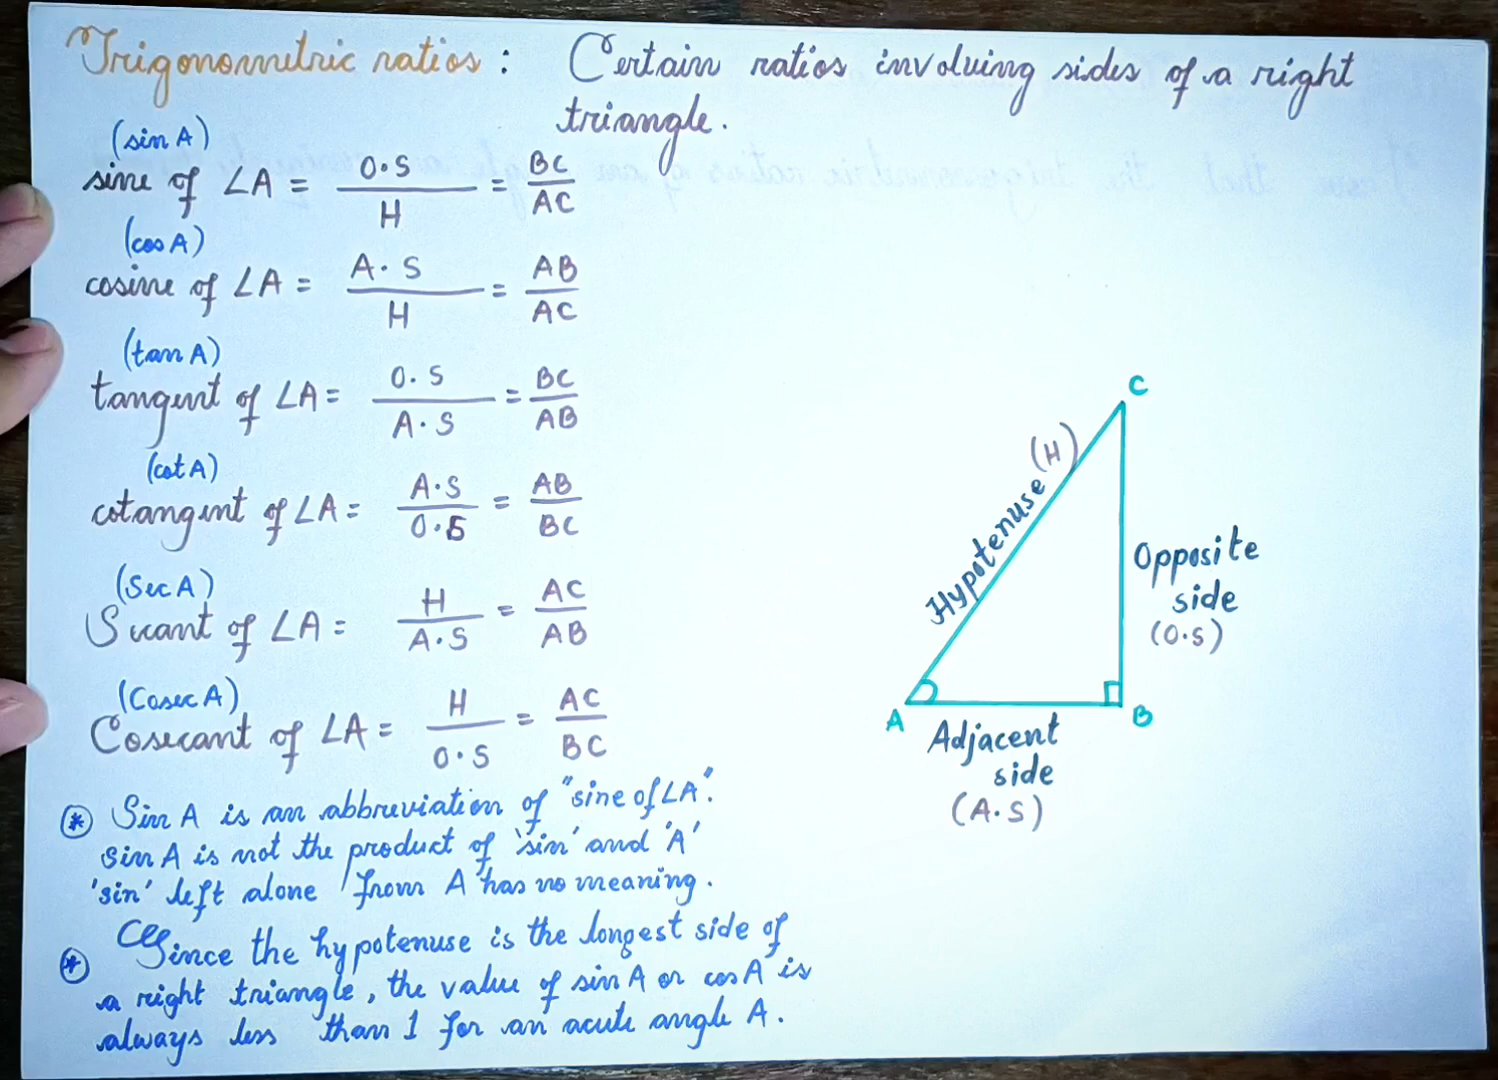 Trigonometric ratios : Certain ratios involving sides of a right
triangle.
(sin A)
sine of ∠A = O.S / H = BC / AC
(cos A)
cosine of ∠A = A.S / H = AB / AC
(tan A)
tangent of ∠A = O.S / A.S = BC / AB
(cot A)
cotangent of ∠A = A.S / O.S = AB / BC
(Sec A)
Secant of ∠A = H / A.S = AC / AB
(Cosec A)
Cosecant of ∠A = H / O.S = AC / BC
⊛ Sin A is an abbreviation of "sine of ∠A".
sin A is not the product of 'sin' and 'A'
'sin' left alone from A has no meaning.
⊛ Since the hypotenuse is the longest side of
a right triangle, the value of sin A or cos A is
always less than 1 for an acute angle A.
C
Hypotenuse (H)
Opposite
side
(O.S)
A
B
Adjacent
side
(A.S)